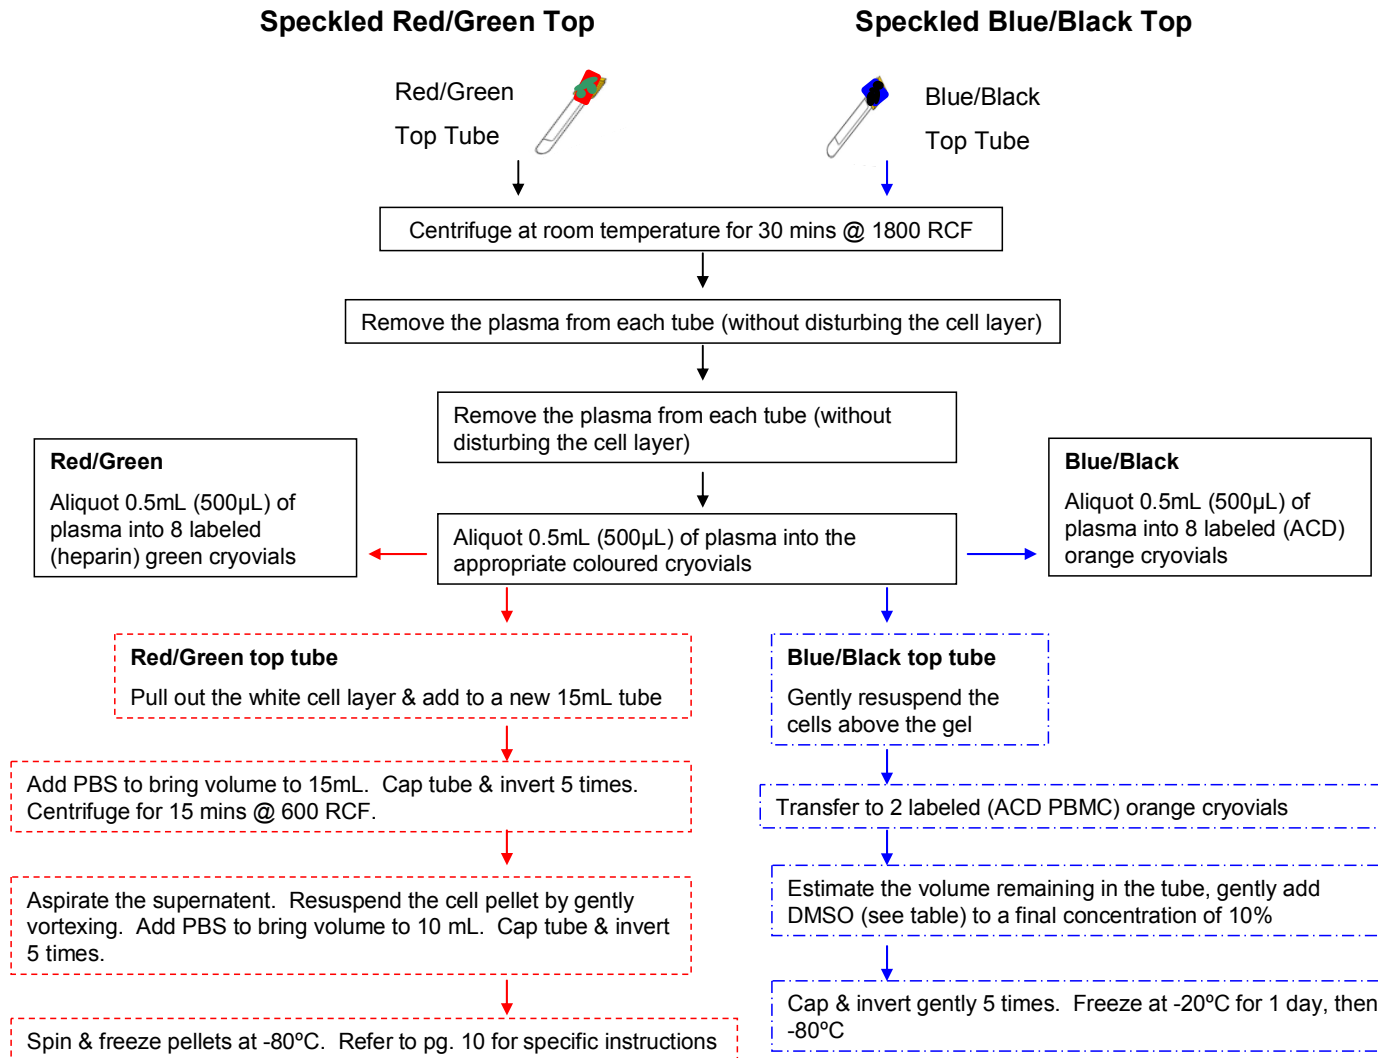 Speckled Red/Green Top
Speckled Blue/Black Top
Red/Green
Top Tube
Blue/Black
Top Tube
Centrifuge at room temperature for 30 mins @ 1800 RCF
Remove the plasma from each tube (without disturbing the cell layer)
Remove the plasma from each tube (without
disturbing the cell layer)
Red/Green
Aliquot 0.5mL (500µL) of
plasma into 8 labeled
(heparin) green cryovials
Aliquot 0.5mL (500µL) of plasma into the
appropriate coloured cryovials
Blue/Black
Aliquot 0.5mL (500µL) of
plasma into 8 labeled (ACD)
orange cryovials
Red/Green top tube
Pull out the white cell layer & add to a new 15mL tube
Add PBS to bring volume to 15mL. Cap tube & invert 5 times.
Centrifuge for 15 mins @ 600 RCF.
Aspirate the supernatent. Resuspend the cell pellet by gently
vortexing. Add PBS to bring volume to 10 mL. Cap tube & invert
5 times.
Spin & freeze pellets at -80ºC. Refer to pg. 10 for specific instructions
Blue/Black top tube
Gently resuspend the
cells above the gel
Transfer to 2 labeled (ACD PBMC) orange cryovials
Estimate the volume remaining in the tube, gently add
DMSO (see table) to a final concentration of 10%
Cap & invert gently 5 times. Freeze at -20ºC for 1 day, then
-80ºC